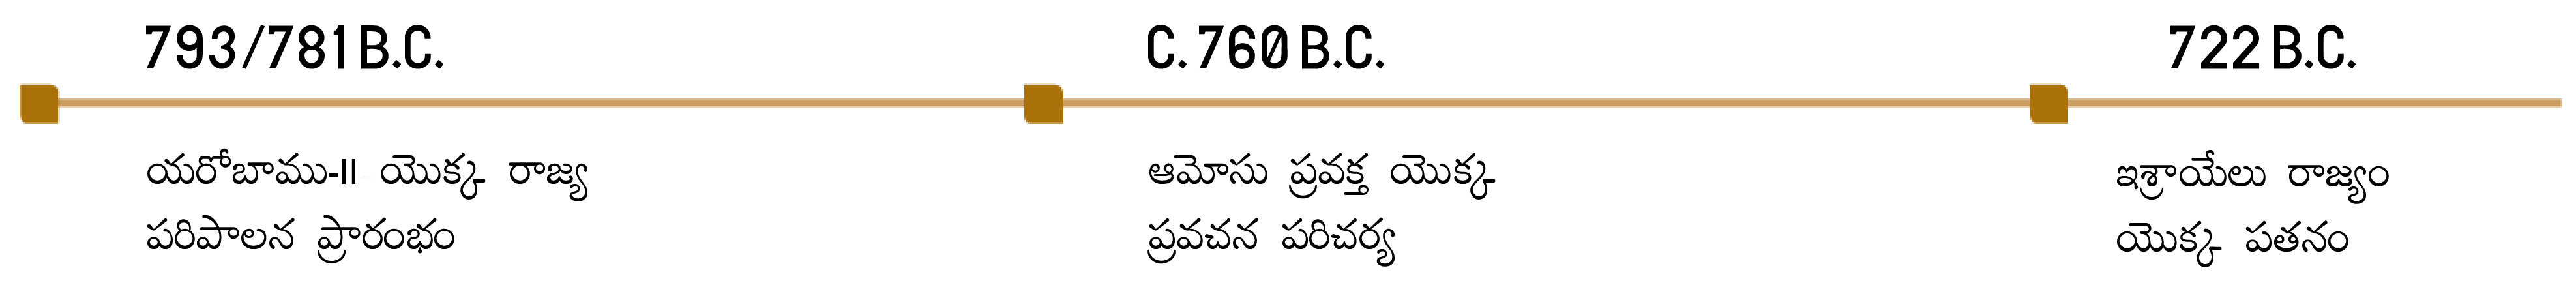 793/781 B.C.
యరోబాము-II యొక్క రాజ్య
పరిపాలన ప్రారంభం
C. 760 B.C.
ఆమోసు ప్రవక్త యొక్క
ప్రవచన పరిచర్య
722 B.C.
ఇశ్రాయేలు రాజ్యం
యొక్క పతనం